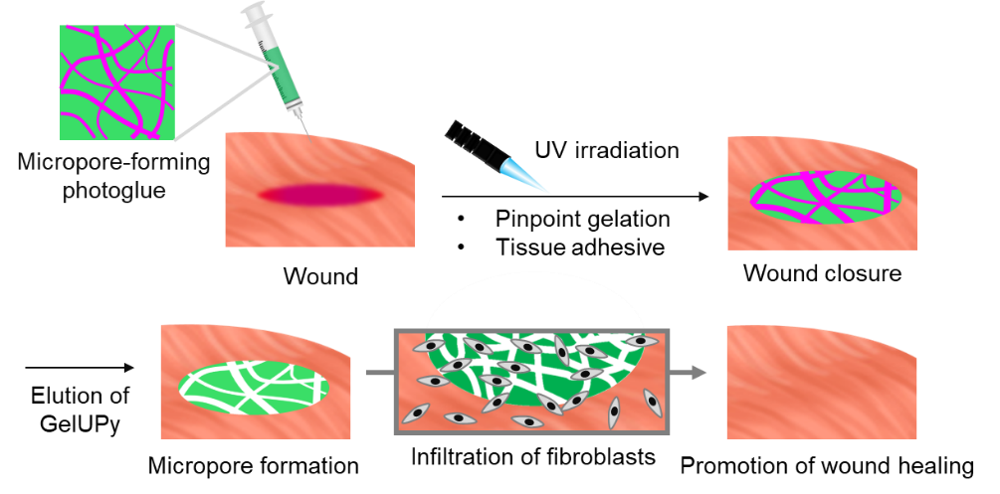 Micropore-forming
photoglue
Wound
UV irradiation
• Pinpoint gelation
• Tissue adhesive
Wound closure
Elution of
GelUPy
Micropore formation
Infiltration of fibroblasts
Promotion of wound healing